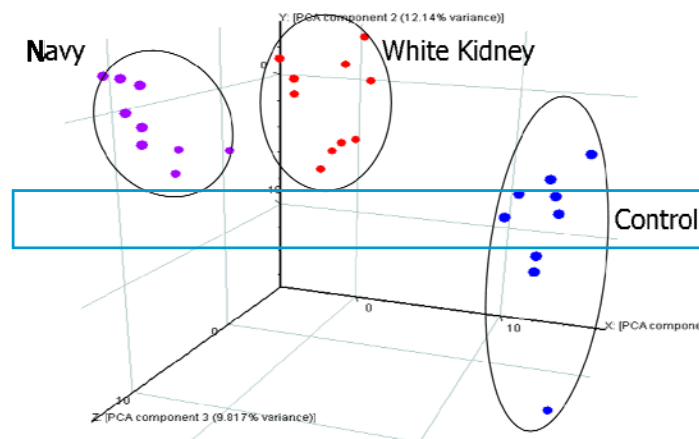 Y: [PCA component 2 (12.14% variance)]
Navy
White Kidney
0
10
Control
0
10
X: [PCA compone
0
10
Z: [PCA component 3 (9.817% variance)]